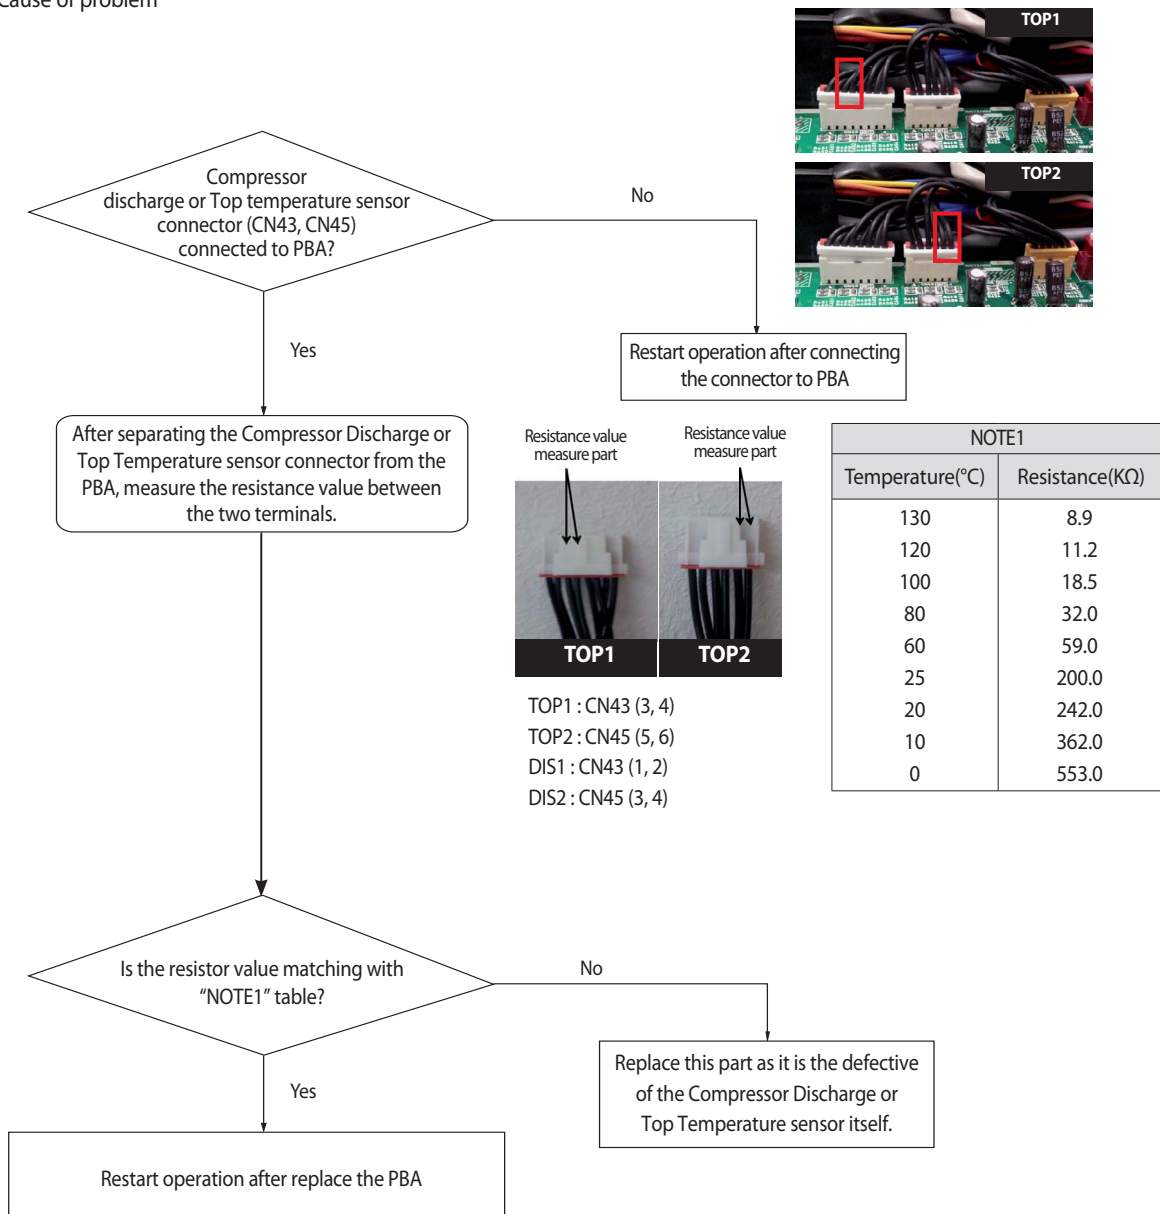 Cause of problem
TOP1
TOP2
Compressor
discharge or Top temperature sensor
connector (CN43, CN45)
connected to PBA?
No
Yes
Restart operation after connecting
the connector to PBA
After separating the Compressor Discharge or
Top Temperature sensor connector from the
PBA, measure the resistance value between
the two terminals.
Resistance value
measure part
Resistance value
measure part
TOP1
TOP2
TOP1 : CN43 (3, 4)
TOP2 : CN45 (5, 6)
DIS1 : CN43 (1, 2)
DIS2 : CN45 (3, 4)
NOTE1
Temperature(°C) Resistance(KΩ)
130 8.9
120 11.2
100 18.5
80 32.0
60 59.0
25 200.0
20 242.0
10 362.0
0 553.0
Is the resistor value matching with
“NOTE1” table?
No
Yes
Replace this part as it is the defective
of the Compressor Discharge or
Top Temperature sensor itself.
Restart operation after replace the PBA